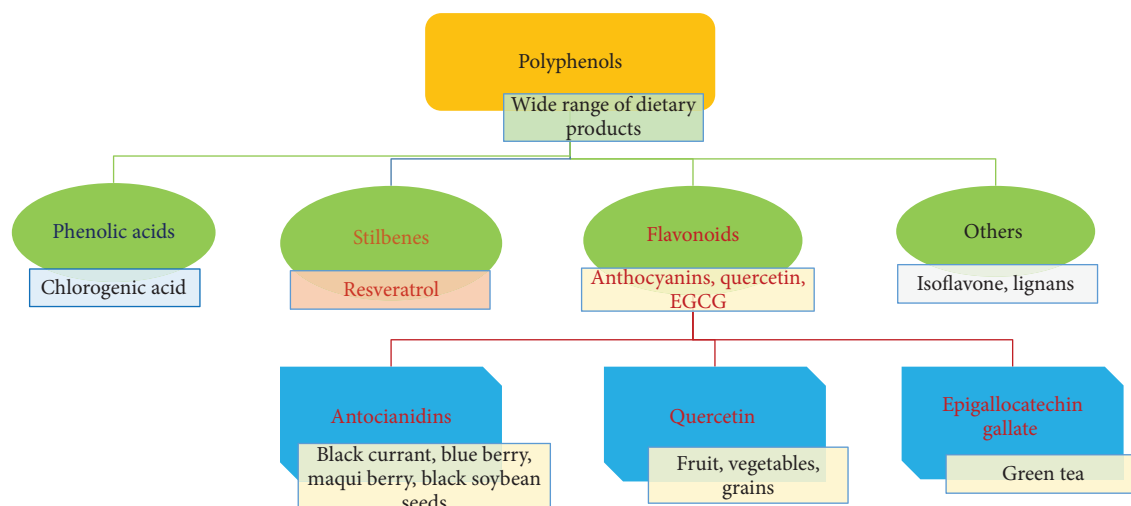 Polyphenols
Wide range of dietary
products
Phenolic acids
Chlorogenic acid
Stilbenes
Resveratrol
Flavonoids
Anthocyanins, quercetin,
EGCG
Others
Isoflavone, lignans
Antocianidins
Black currant, blue berry,
maqui berry, black soybean
seeds
Quercetin
Fruit, vegetables,
grains
Epigallocatechin
gallate
Green tea